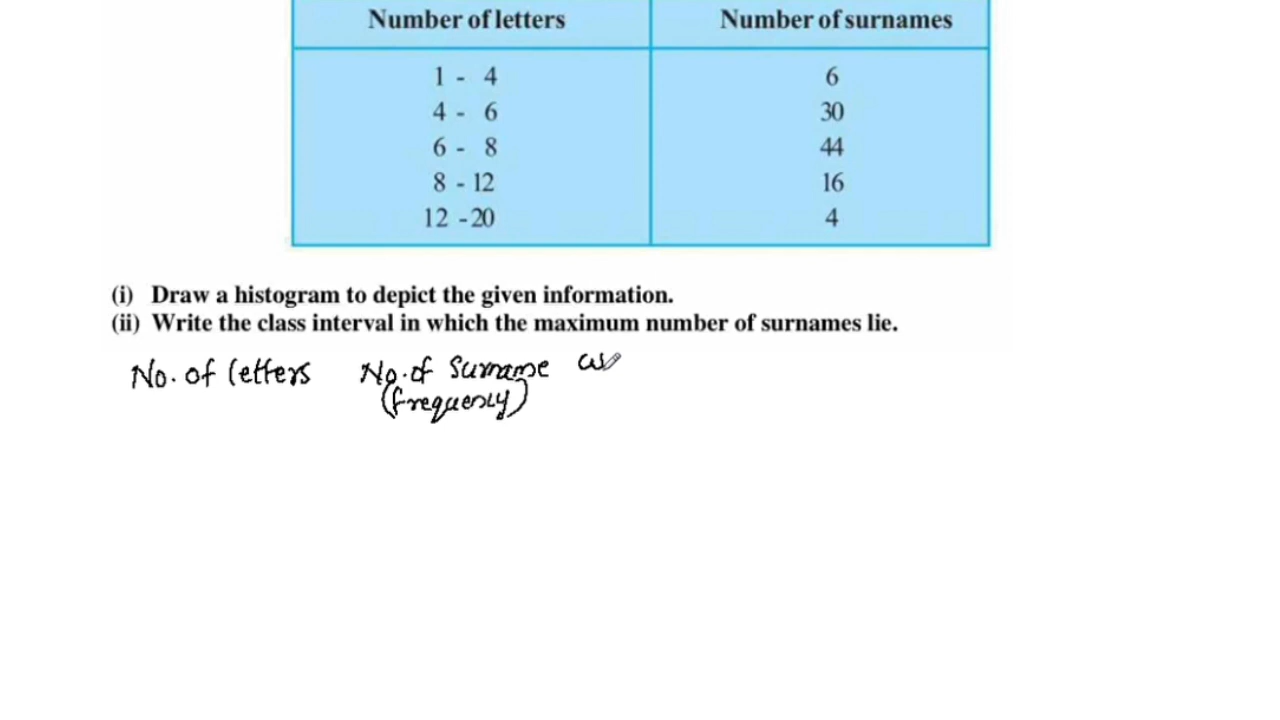 Number of letters Number of surnames
1 - 4 6
4 - 6 30
6 - 8 44
8 - 12 16
12 - 20 4
(i) Draw a histogram to depict the given information.
(ii) Write the class interval in which the maximum number of surnames lie.
No. of letters No. of Surname
(frequency)